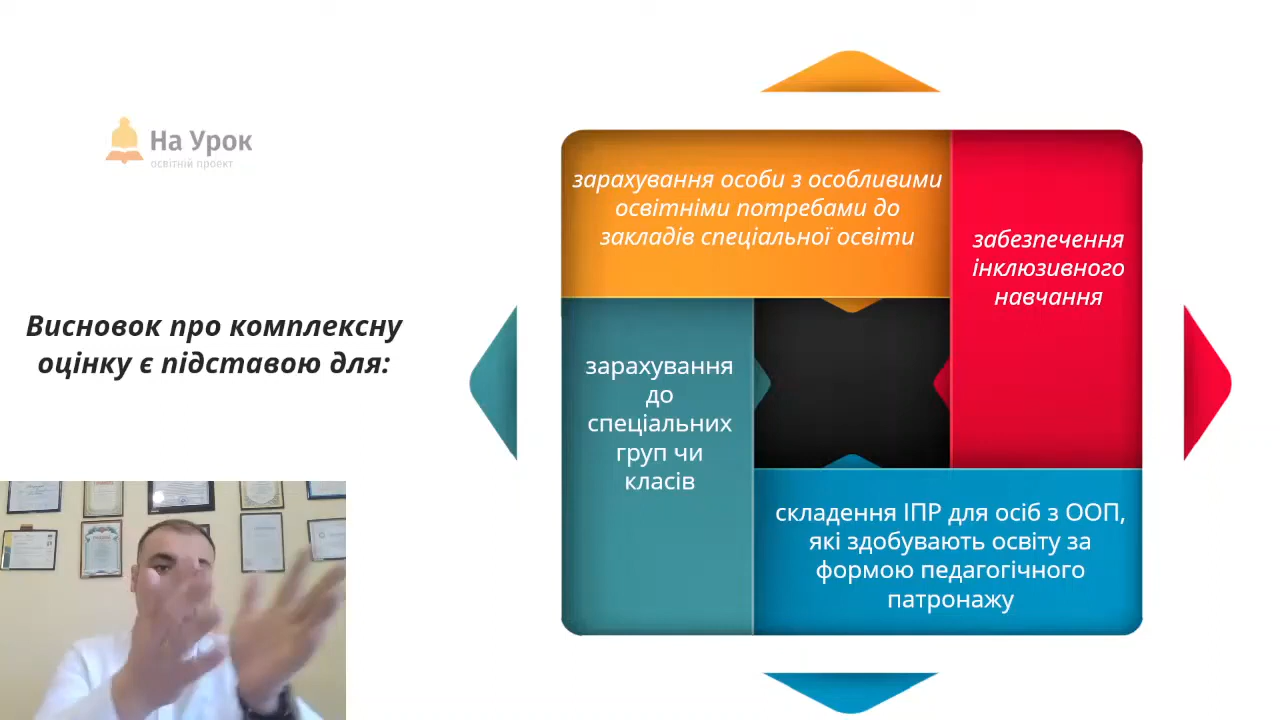 На Урок
освітній проект
Висновок про комплексну
оцінку є підставою для:
зарахування особи з особливими
освітніми потребами до
закладів спеціальної освіти
забезпечення
інклюзивного
навчання
зарахування
до
спеціальних
груп чи
класів
складення ІПР для осіб з ООП,
які здобувають освіту за
формою педагогічного
патронажу